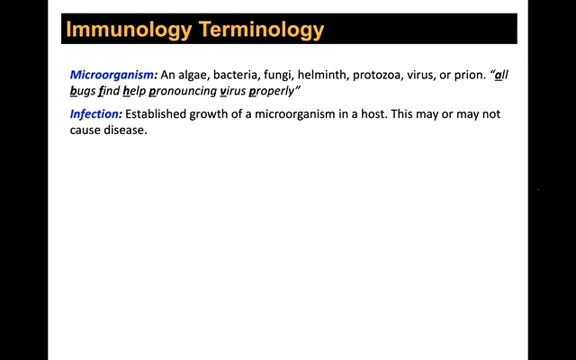 Immunology Terminology
Microorganism: An algae, bacteria, fungi, helminth, protozoa, virus, or prion. “all
bugs find help pronouncing virus properly”
Infection: Established growth of a microorganism in a host. This may or may not
cause disease.